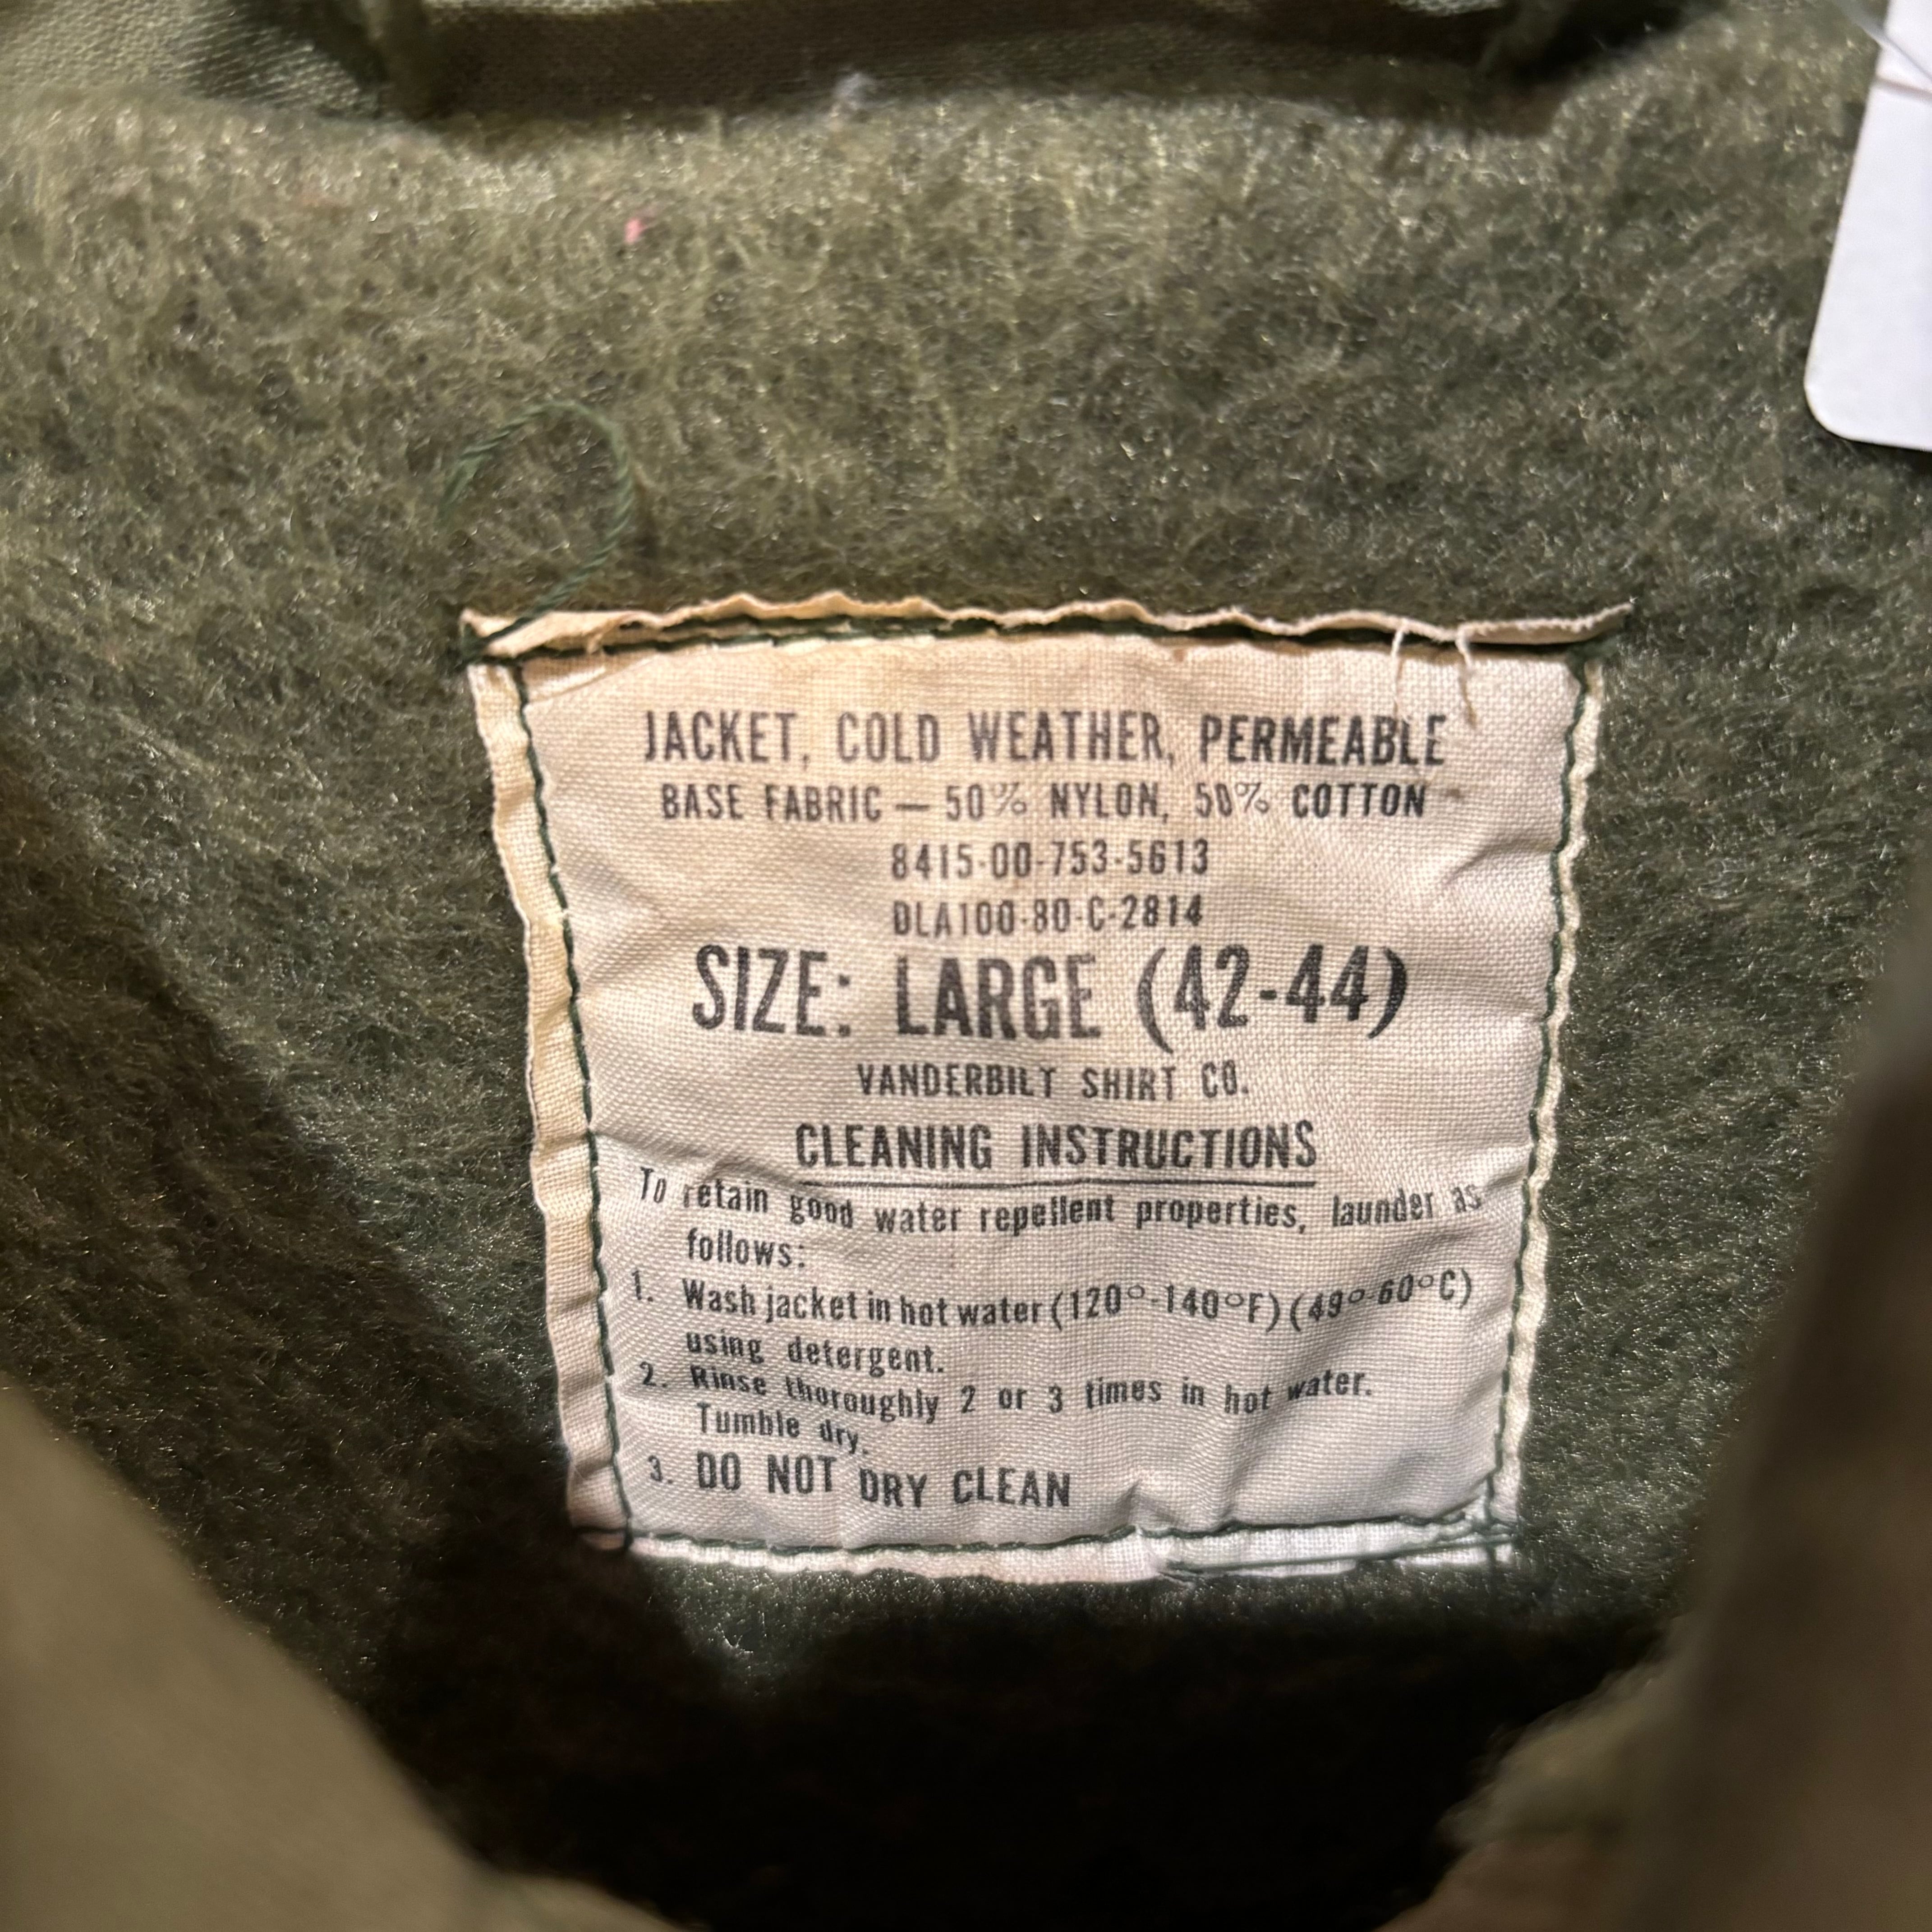 JACKET, COLD WEATHER, PERMEABLE
BASE FABRIC — 50% NYLON, 50% COTTON
8415-00-753-5613
DLA100-80-C-2814
SIZE: LARGE (42-44)
VANDERBILT SHIRT CO.
CLEANING INSTRUCTIONS
To retain good water repellent properties, launder as
follows:
1. Wash jacket in hot water (120°-140°F) (49°-60°C)
using detergent.
2. Rinse thoroughly 2 or 3 times in hot water.
Tumble dry.
3. DO NOT DRY CLEAN